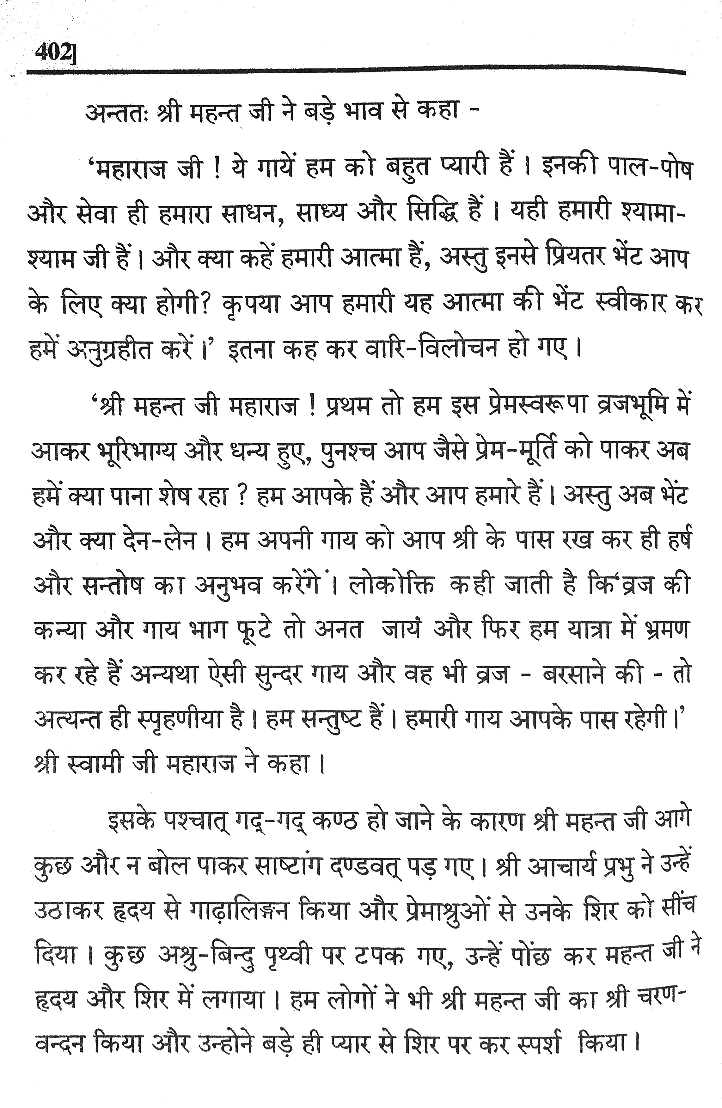 402]
अन्ततः श्री महन्त जी ने बड़े भाव से कहा -
‘महाराज जी ! ये गायें हम को बहुत प्यारी हैं । इनकी पाल-पोष
और सेवा ही हमारा साधन, साध्य और सिद्धि हैं । यही हमारी श्यामा-
श्याम जी हैं । और क्या कहें हमारी आत्मा हैं, अस्तु इनसे प्रियतर भेंट आप
के लिए क्या होगी? कृपया आप हमारी यह आत्मा की भेंट स्वीकार कर
हमें अनुग्रहीत करें ।’ इतना कह कर वारि-विलोचन हो गए ।
‘श्री महन्त जी महाराज ! प्रथम तो हम इस प्रेमस्वरूपा व्रजभूमि में
आकर भूरिभाग्य और धन्य हुए, पुनश्च आप जैसे प्रेम-मूर्ति को पाकर अब
हमें क्या पाना शेष रहा ? हम आपके हैं और आप हमारे हैं । अस्तु अब भेंट
और क्या देन-लेन । हम अपनी गाय को आप श्री के पास रख कर ही हर्ष
और सन्तोष का अनुभव करेंगे । लोकोक्ति कही जाती है कि‘व्रज की
कन्या और गाय भाग फूटे तो अनत जायं और फिर हम यात्रा में भ्रमण
कर रहे हैं अन्यथा ऐसी सुन्दर गाय और वह भी व्रज - बरसाने की - तो
अत्यन्त ही स्पृहणीया है । हम सन्तुष्ट हैं । हमारी गाय आपके पास रहेगी ।’
श्री स्वामी जी महाराज ने कहा ।
इसके पश्चात् गद्-गद् कण्ठ हो जाने के कारण श्री महन्त जी आगे
कुछ और न बोल पाकर साष्टांग दण्डवत् पड़ गए । श्री आचार्य प्रभु ने उन्हें
उठाकर हृदय से गाढ़ालिङ्गन किया और प्रेमाश्रुओं से उनके शिर को सींच
दिया । कुछ अश्रु-बिन्दु पृथ्वी पर टपक गए, उन्हें पोंछ कर महन्त जी ने
हृदय और शिर में लगाया । हम लोगों ने भी श्री महन्त जी का श्री चरण-
वन्दन किया और उन्होने बड़े ही प्यार से शिर पर कर स्पर्श किया ।